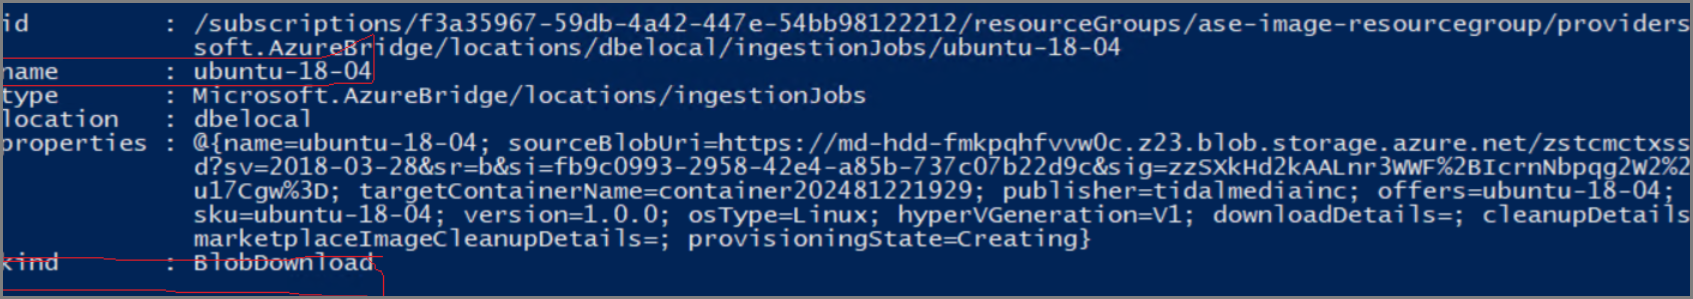 id : /subscriptions/f3a35967-59db-4a42-447e-54bb98122212/resourceGroups/ase-image-resourcegroup/providers
soft.AzureBridge/locations/dbelocal/ingestionJobs/ubuntu-18-04
name : ubuntu-18-04
type : Microsoft.AzureBridge/locations/ingestionJobs
location : dbelocal
properties : @{name=ubuntu-18-04; sourceBlobUri=https://md-hdd-fmkpqhfvvw0c.z23.blob.storage.azure.net/zstcmctxss
d?sv=2018-03-28&sr=b&si=fb9c0993-2958-42e4-a85b-737c07b22d9c&sig=zzSXkHd2kAALnr3WWF%2BIcrnNbpqg2W2%2
u17Cgw%3D; targetContainerName=container202481221929; publisher=tidalmediainc; offers=ubuntu-18-04;
sku=ubuntu-18-04; version=1.0.0; osType=Linux; hyperVGeneration=V1; downloadDetails=; cleanupDetails
marketplaceImageCleanupDetails=; provisioningState=Creating}
kind : BlobDownload